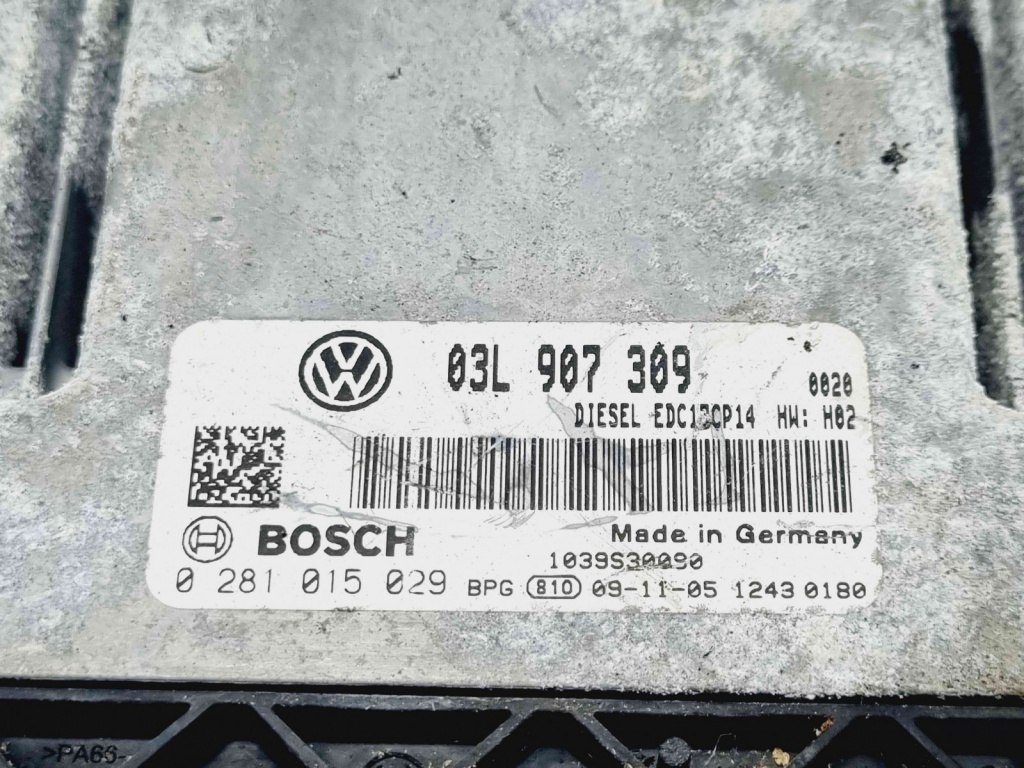 03L 907 309
0020
DIESEL EDC17CP14 HW: H02
BOSCH
Made in Germany
1039S30090
0 281 015 029 BPG 810 09-11-05 1243 0180
>PA66-